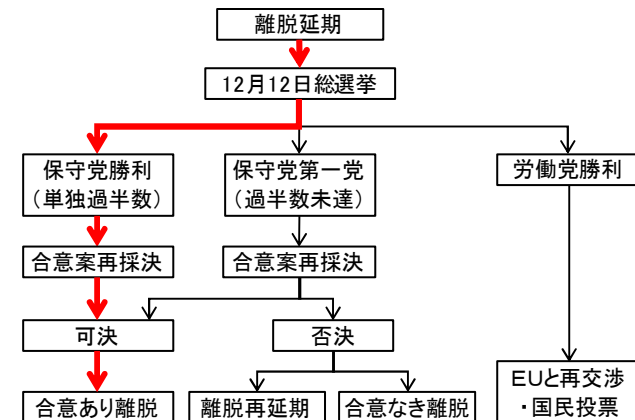 離脱延期
12月12日総選挙
保守党勝利
（単独過半数）
保守党第一党
（過半数未達）
労働党勝利
合意案再採決
合意案再採決
可決
否決
合意あり離脱
離脱再延期
合意なき離脱
ＥＵと再交渉
・国民投票